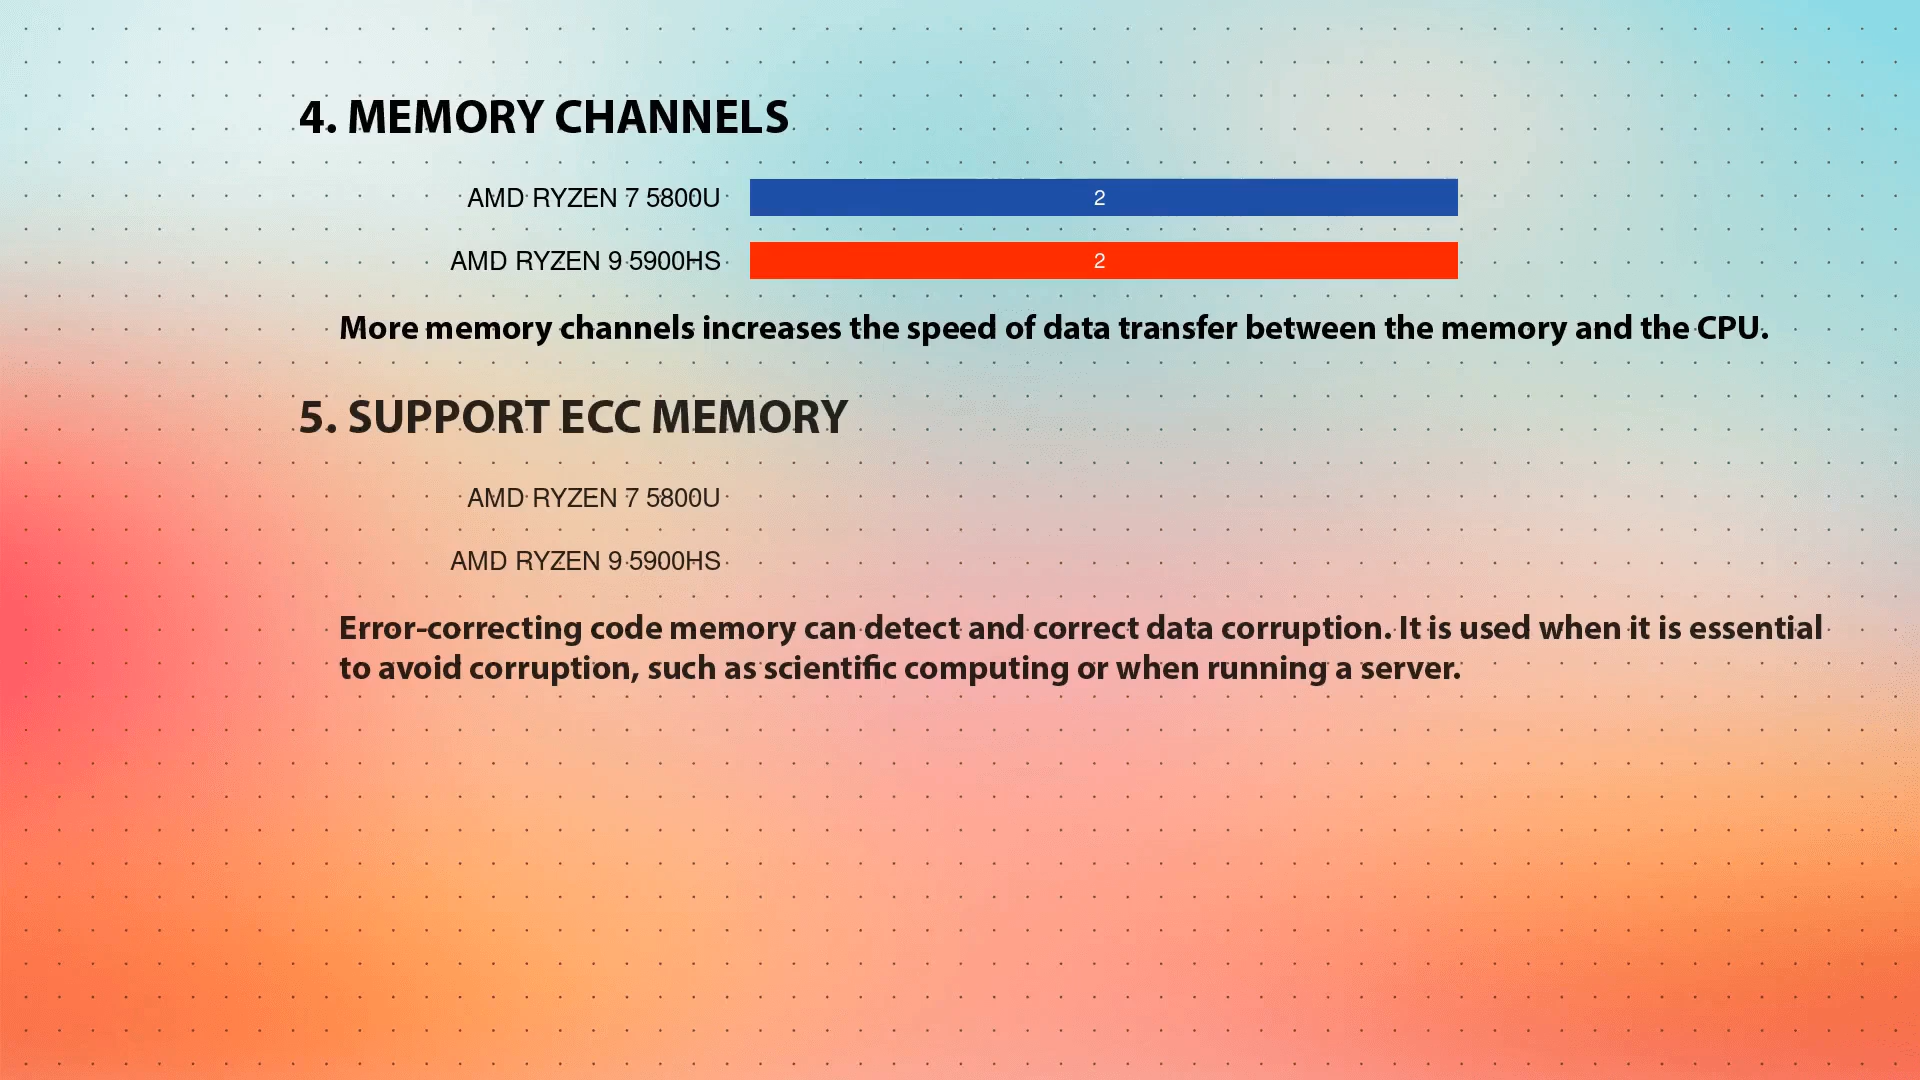 4. MEMORY CHANNELS
AMD RYZEN 7 5800U
2
AMD RYZEN 9 5900HS
2
More memory channels increases the speed of data transfer between the memory and the CPU.
5. SUPPORT ECC MEMORY
AMD RYZEN 7 5800U
AMD RYZEN 9 5900HS
Error-correcting code memory can detect and correct data corruption. It is used when it is essential
to avoid corruption, such as scientific computing or when running a server.